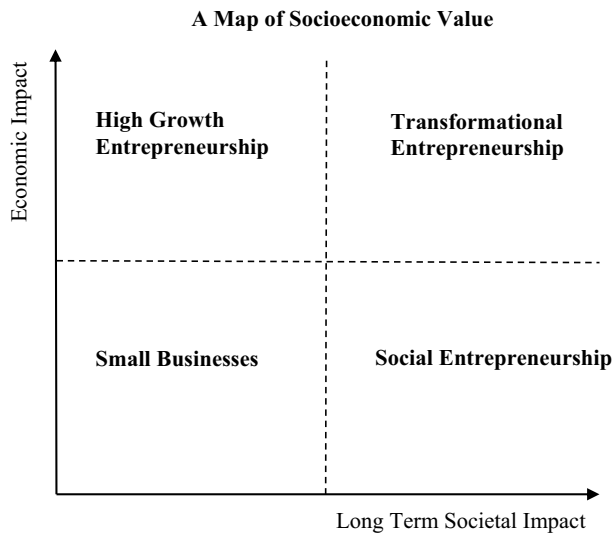 A Map of Socioeconomic Value
Economic Impact
High Growth
Entrepreneurship
Transformational
Entrepreneurship
Small Businesses
Social Entrepreneurship
Long Term Societal Impact